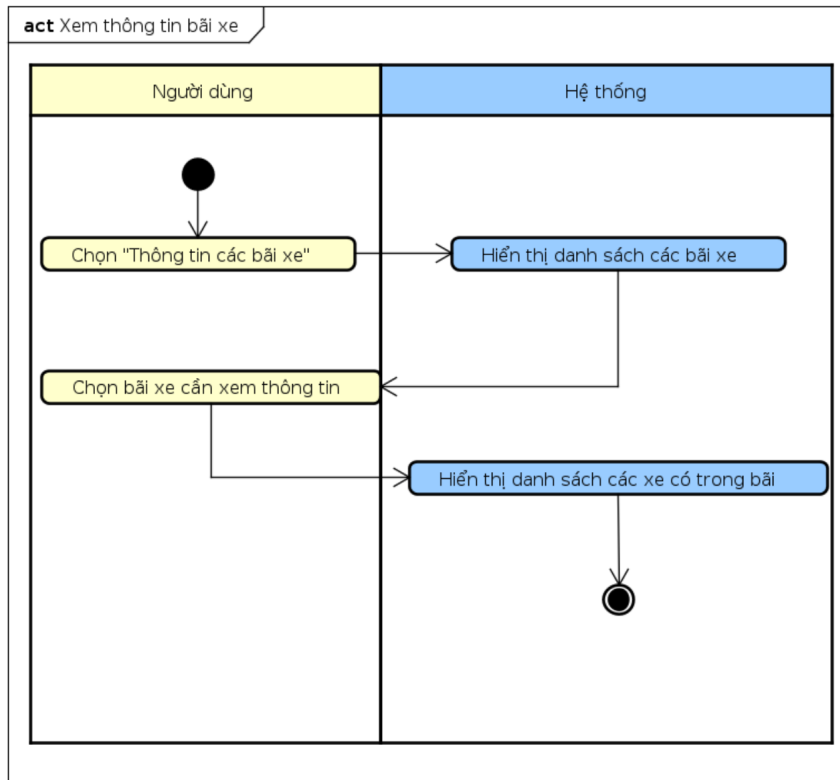 act Xem thông tin bãi xe
Người dùng
Hệ thống
Chọn "Thông tin các bãi xe"
Hiển thị danh sách các bãi xe
Chọn bãi xe cần xem thông tin
Hiển thị danh sách các xe có trong bãi